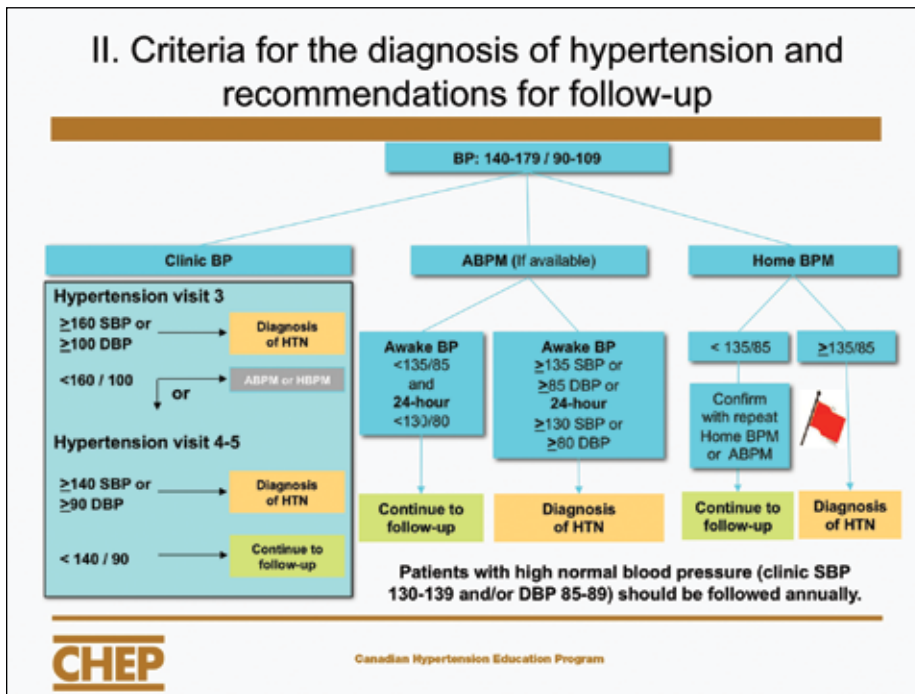 II. Criteria for the diagnosis of hypertension and
recommendations for follow-up
BP: 140-179 / 90-109
Clinic BP
ABPM (If available)
Home BPM
Hypertension visit 3
≥160 SBP or
≥100 DBP
Diagnosis
of HTN
<160 / 100
or
ABPM or HBPM
Hypertension visit 4-5
≥140 SBP or
≥90 DBP
Diagnosis
of HTN
< 140 / 90
Continue to
follow-up
Awake BP
<135/85
and
24-hour
<130/80
Continue to
follow-up
Awake BP
≥135 SBP or
≥85 DBP or
24-hour
≥130 SBP or
≥80 DBP
Diagnosis
of HTN
< 135/85
Confirm
with repeat
Home BPM
or ABPM
Continue to
follow-up
≥135/85
Diagnosis
of HTN
Patients with high normal blood pressure (clinic SBP
130-139 and/or DBP 85-89) should be followed annually.
CHEP
Canadian Hypertension Education Program